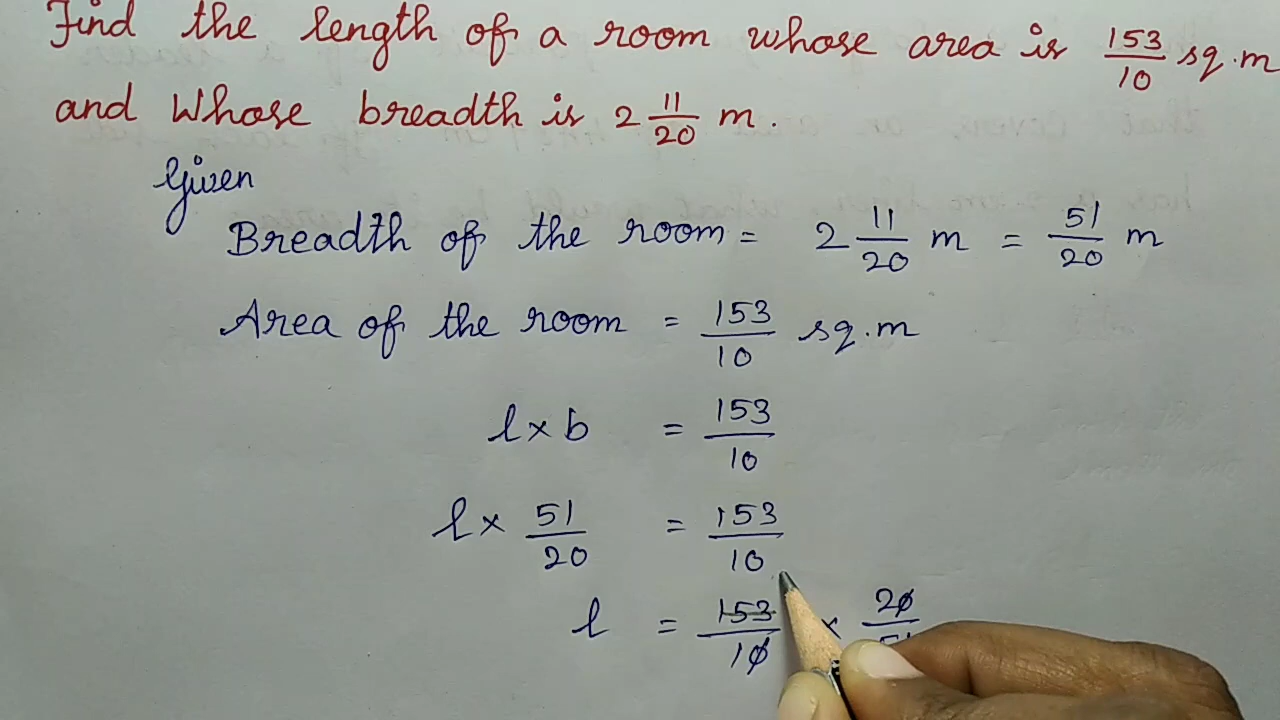 Find the length of a room whose area is 153/10 sq.m
and Whose breadth is 2 11/20 m.
Given
Breadth of the room = 2 11/20 m = 51/20 m
Area of the room = 153/10 sq.m
l × b = 153/10
l × 51/20 = 153/10
l = 153/10 × 20/